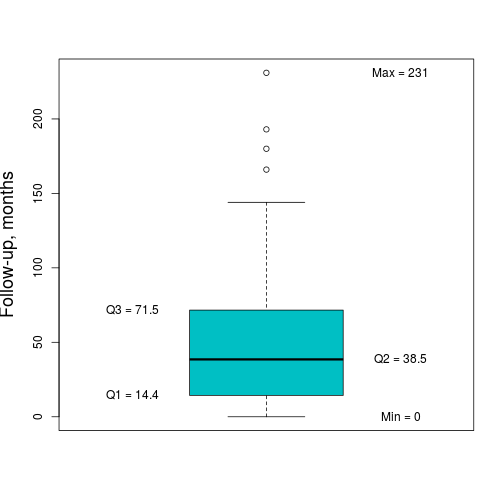 Follow-up, months
200
150
100
50
0
Max = 231
Q3 = 71.5
Q2 = 38.5
Q1 = 14.4
Min = 0